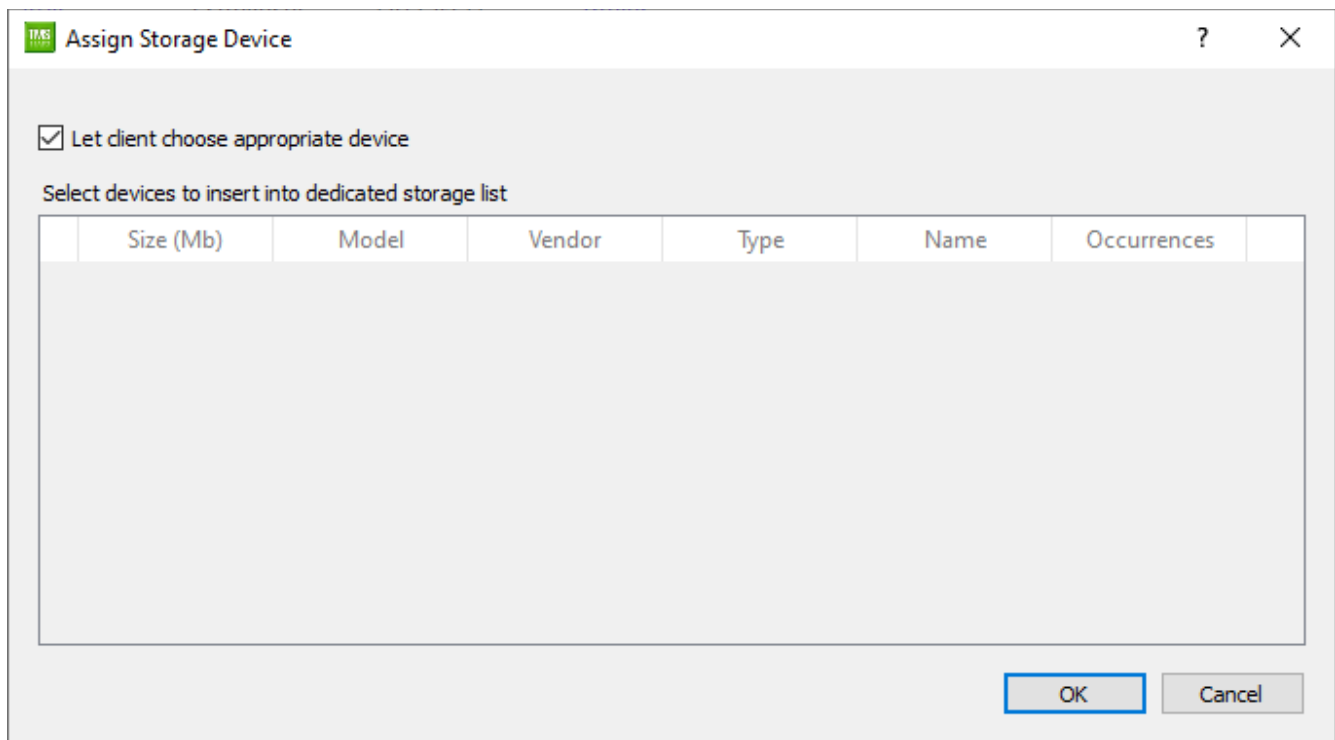 TMS
Assign Storage Device
?
Let client choose appropriate device
Select devices to insert into dedicated storage list
Size (Mb) Model Vendor Type Name Occurrences
OK Cancel